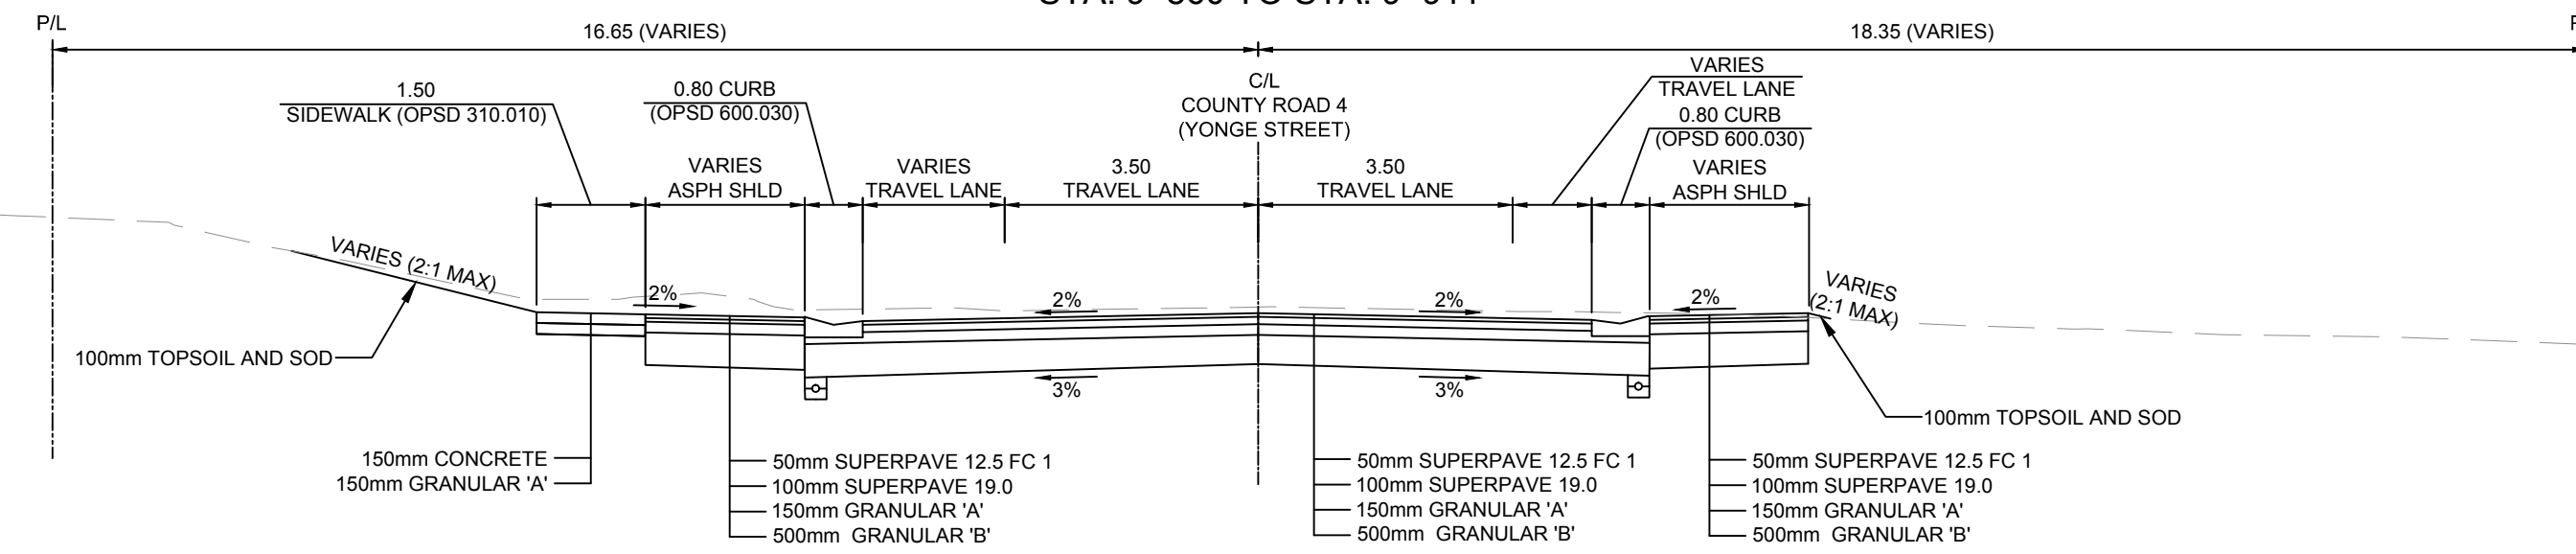 P/L
16.65 (VARIES)
18.35 (VARIES)
1.50
SIDEWALK (OPSD 310.010)
0.80 CURB
(OPSD 600.030)
C/L
COUNTY ROAD 4
(YONGE STREET)
VARIES
TRAVEL LANE
0.80 CURB
(OPSD 600.030)
VARIES
ASPH SHLD
VARIES
TRAVEL LANE
3.50
TRAVEL LANE
3.50
TRAVEL LANE
VARIES
ASPH SHLD
VARIES (2:1 MAX)
2%
2%
2%
2%
VARIES
(2:1 MAX)
100mm TOPSOIL AND SOD
3%
3%
100mm TOPSOIL AND SOD
150mm CONCRETE
150mm GRANULAR 'A'
50mm SUPERPAVE 12.5 FC 1
100mm SUPERPAVE 19.0
150mm GRANULAR 'A'
500mm GRANULAR 'B'
50mm SUPERPAVE 12.5 FC 1
100mm SUPERPAVE 19.0
150mm GRANULAR 'A'
500mm GRANULAR 'B'
50mm SUPERPAVE 12.5 FC 1
100mm SUPERPAVE 19.0
150mm GRANULAR 'A'
500mm GRANULAR 'B'